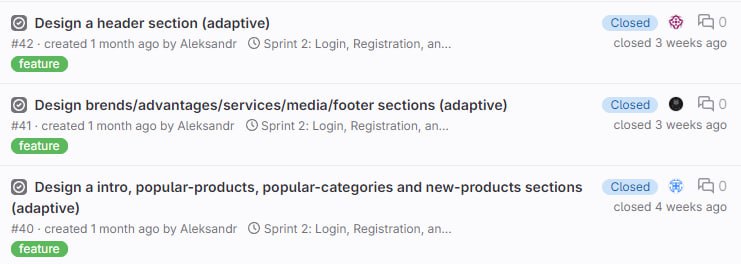 Design a header section (adaptive)
Closed 0
#42 · created 1 month ago by Aleksandr Sprint 2: Login, Registration, an...
closed 3 weeks ago
feature
Design brends/advantages/services/media/footer sections (adaptive)
Closed 0
#41 · created 1 month ago by Aleksandr Sprint 2: Login, Registration, an...
closed 3 weeks ago
feature
Design a intro, popular-products, popular-categories and new-products sections
Closed 0
(adaptive)
closed 4 weeks ago
#40 · created 1 month ago by Aleksandr Sprint 2: Login, Registration, an...
feature